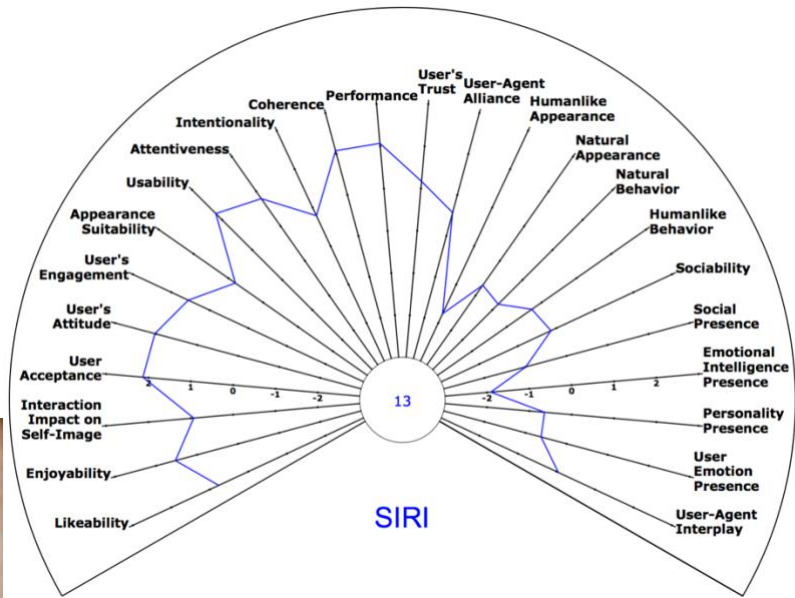 Likeability
Enjoyability
Interaction
Impact on
Self-Image
User
Acceptance
User's
Attitude
User's
Engagement
Appearance
Suitability
Usability
Attentiveness
Intentionality
Coherence
Performance
User's
Trust
User-Agent
Alliance
Humanlike
Appearance
Natural
Appearance
Natural
Behavior
Humanlike
Behavior
Sociability
Social
Presence
Emotional
Intelligence
Presence
Personality
Presence
User
Emotion
Presence
User-Agent
Interplay
2 1 0 -1 -2
-2 -1 0 1 2
13
SIRI